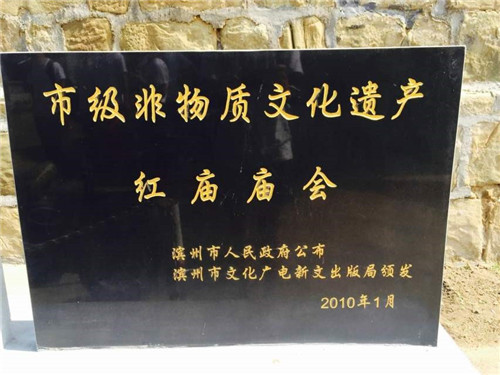 市级非物质文化遗产
红庙庙会
滨州市人民政府公布
滨州市文化广电新文出版局颁发
2010年1月